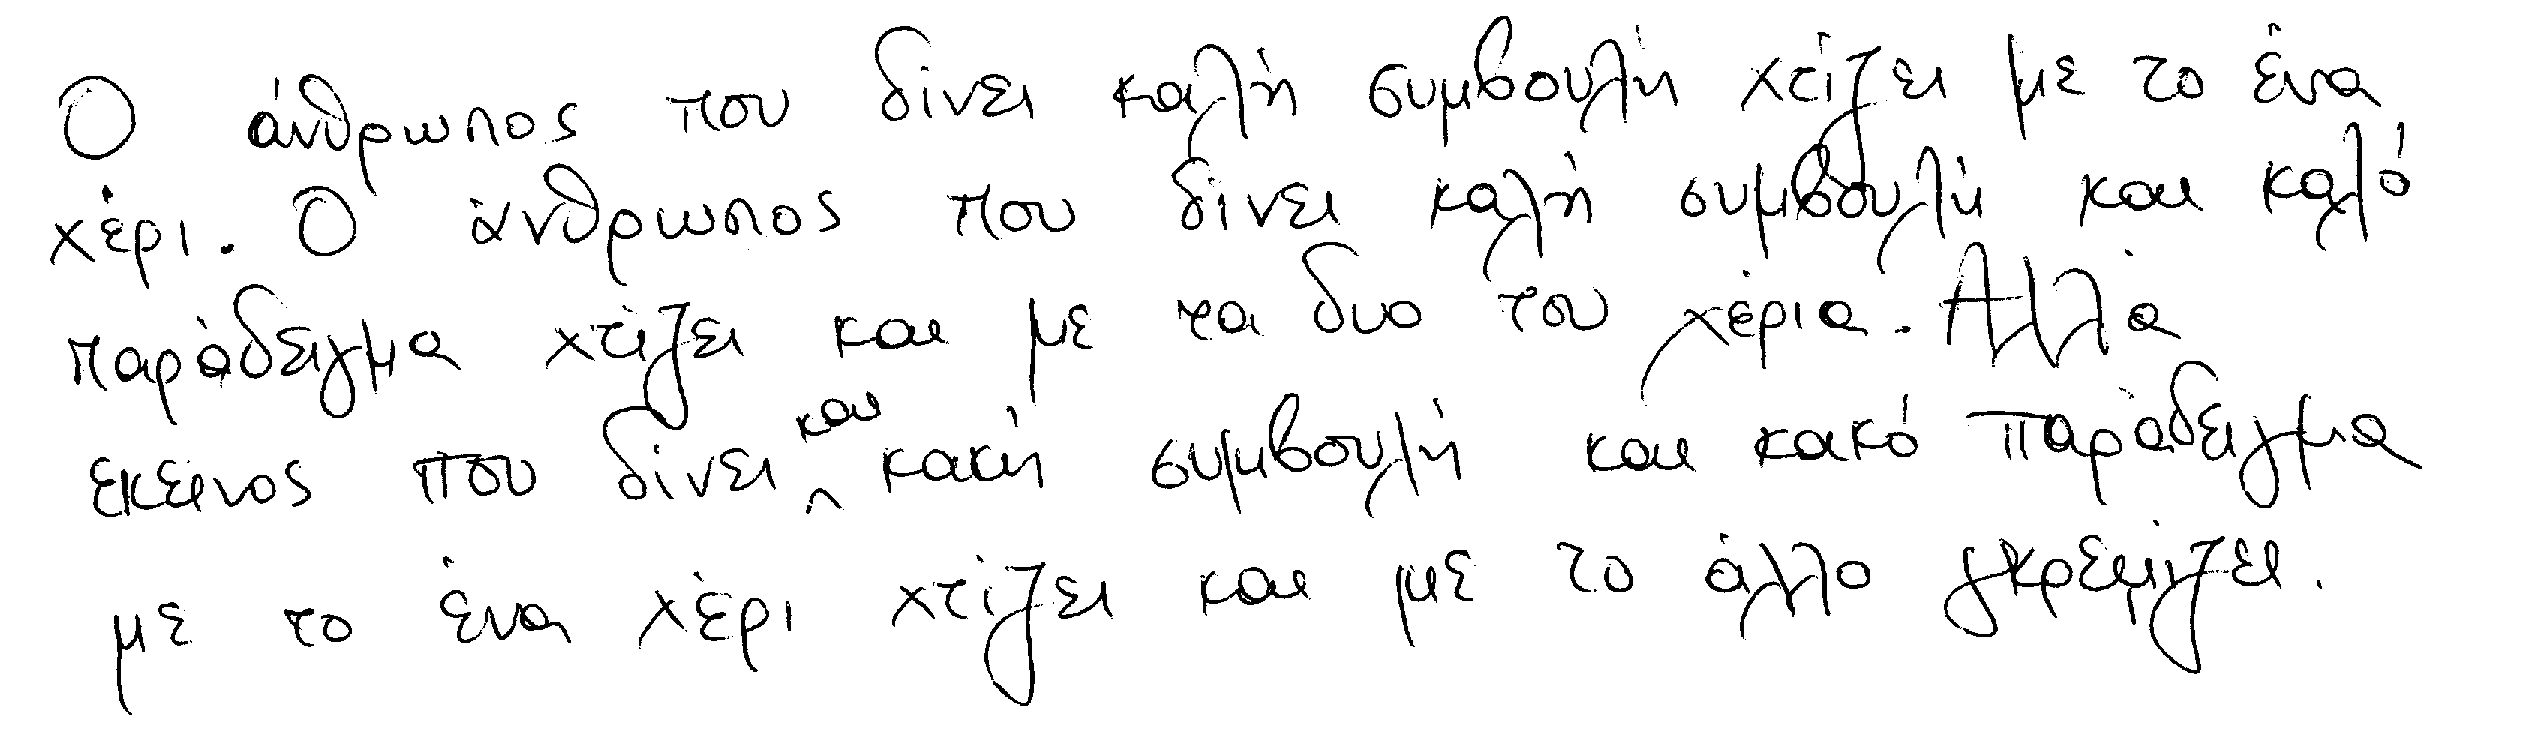 Ο άνθρωπος που δίνει καλή συμβουλή χτίζει με το ένα
χέρι. Ο άνθρωπος που δίνει καλή συμβουλή και καλό
παράδειγμα χτίζει και με τα δυο του χέρια. Αλλά
εκείνος που δίνει και κακή συμβουλή και κακό παράδειγμα
με το ένα χέρι χτίζει και με το άλλο γκρεμίζει.